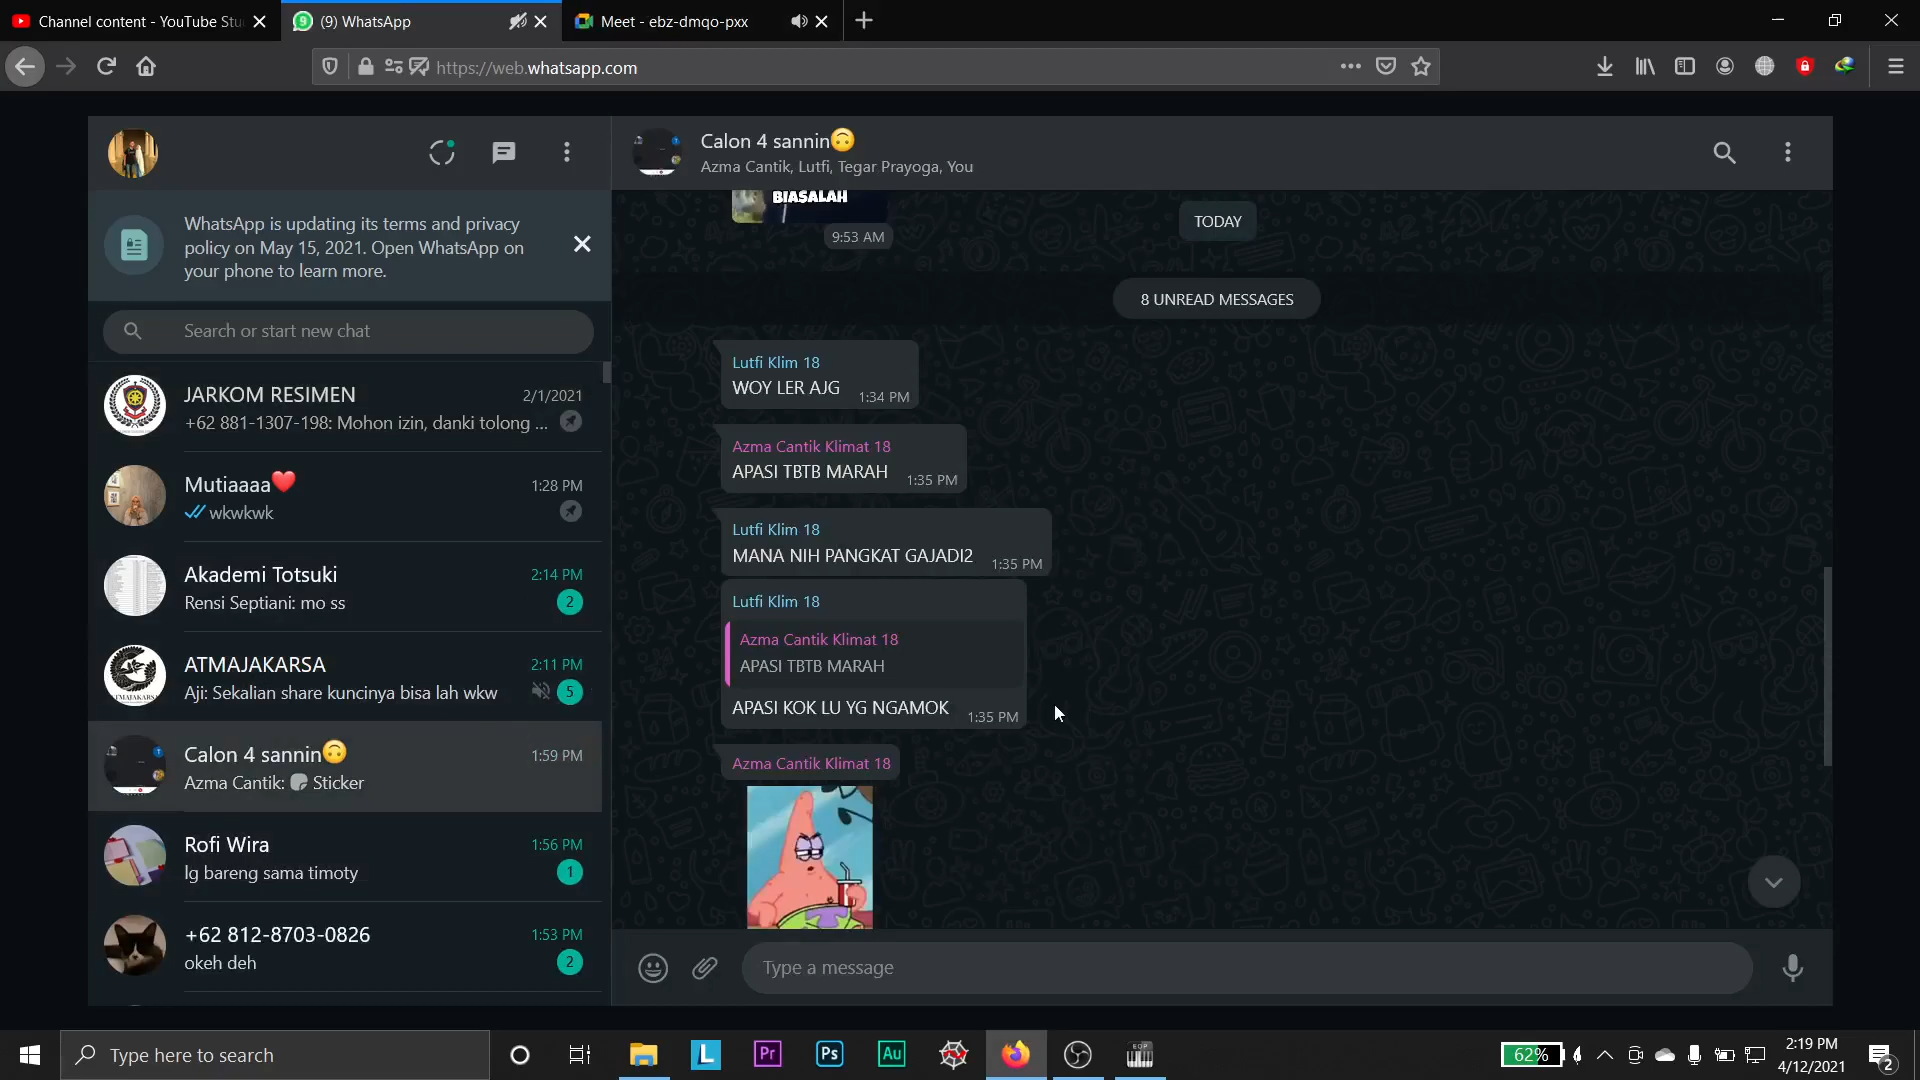 Channel content - YouTube Stu
(9) WhatsApp
Meet - ebz-dmqo-pxx
https://web.whatsapp.com
WhatsApp is updating its terms and privacy
policy on May 15, 2021. Open WhatsApp on
your phone to learn more.
Search or start new chat
JARKOM RESIMEN
2/1/2021
+62 881-1307-198: Mohon izin, danki tolong ...
Mutiaaaa❤️
1:28 PM
wkwkwk
Akademi Totsuki
2:14 PM
Rensi Septiani: mo ss
2
ATMAJAKARSA
2:11 PM
Aji: Sekalian share kuncinya bisa lah wkw
5
Calon 4 sannin🙃
1:59 PM
Azma Cantik: Sticker
Rofi Wira
1:56 PM
lg bareng sama timoty
1
+62 812-8703-0826
1:53 PM
okeh deh
2
Calon 4 sannin🙃
Azma Cantik, Lutfi, Tegar Prayoga, You
BIASALAH
9:53 AM
TODAY
8 UNREAD MESSAGES
Lutfi Klim 18
WOY LER AJG
1:34 PM
Azma Cantik Klimat 18
APASI TBTB MARAH
1:35 PM
Lutfi Klim 18
MANA NIH PANGKAT GAJADI2
1:35 PM
Lutfi Klim 18
Azma Cantik Klimat 18
APASI TBTB MARAH
APASI KOK LU YG NGAMOK
1:35 PM
Azma Cantik Klimat 18
Type a message
Type here to search
L
Pr
Ps
Au
EOP
62%
2:19 PM
4/12/2021
2